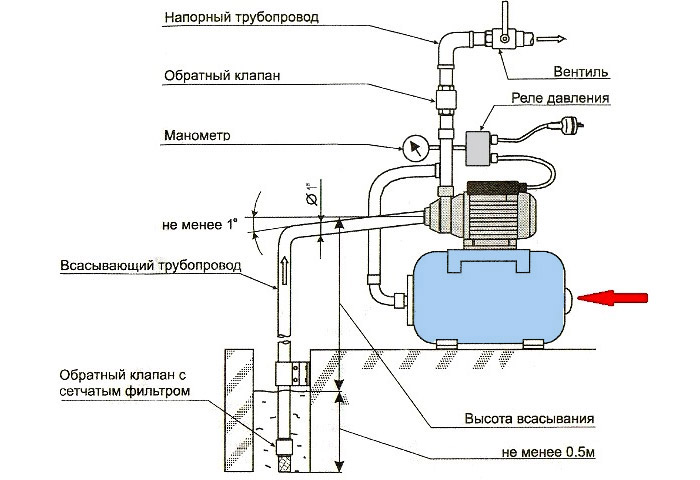 Напорный трубопровод
Вентиль
Обратный клапан
Реле давления
Манометр
Ø 1"
не менее 1°
Всасывающий трубопровод
Обратный клапан с
сетчатым фильтром
Высота всасывания
не менее 0.5м